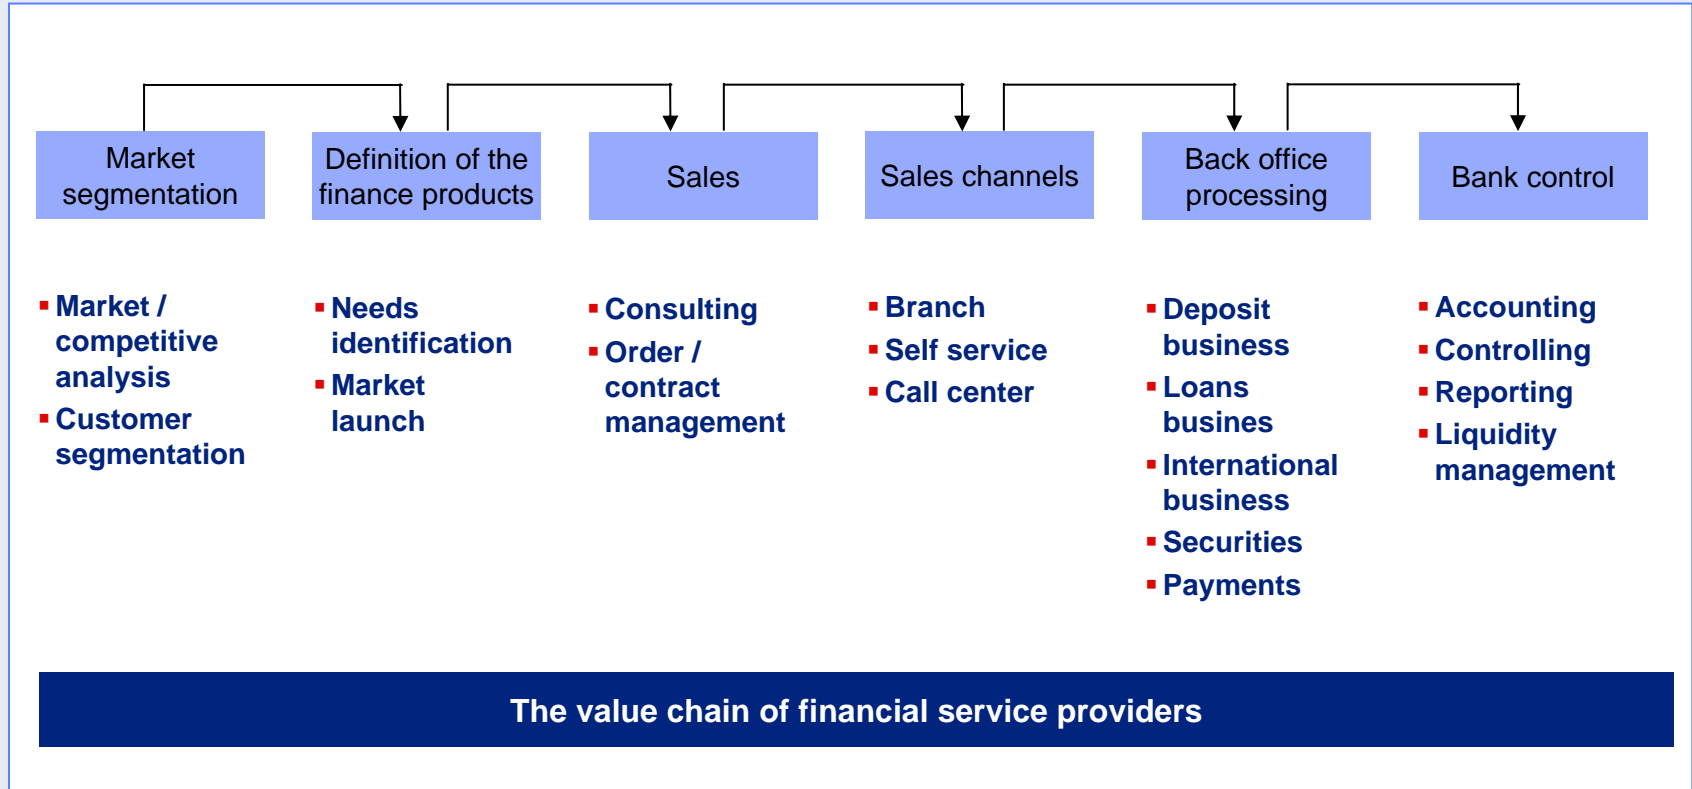 Market
segmentation
Definition of the
finance products
Sales
Sales channels
Back office
processing
Bank control
▪ Market /
competitive
analysis
▪ Customer
segmentation
▪ Needs
identification
▪ Market
launch
▪ Consulting
▪ Order /
contract
management
▪ Branch
▪ Self service
▪ Call center
▪ Deposit
business
▪ Loans
busines
▪ International
business
▪ Securities
▪ Payments
▪ Accounting
▪ Controlling
▪ Reporting
▪ Liquidity
management
The value chain of financial service providers